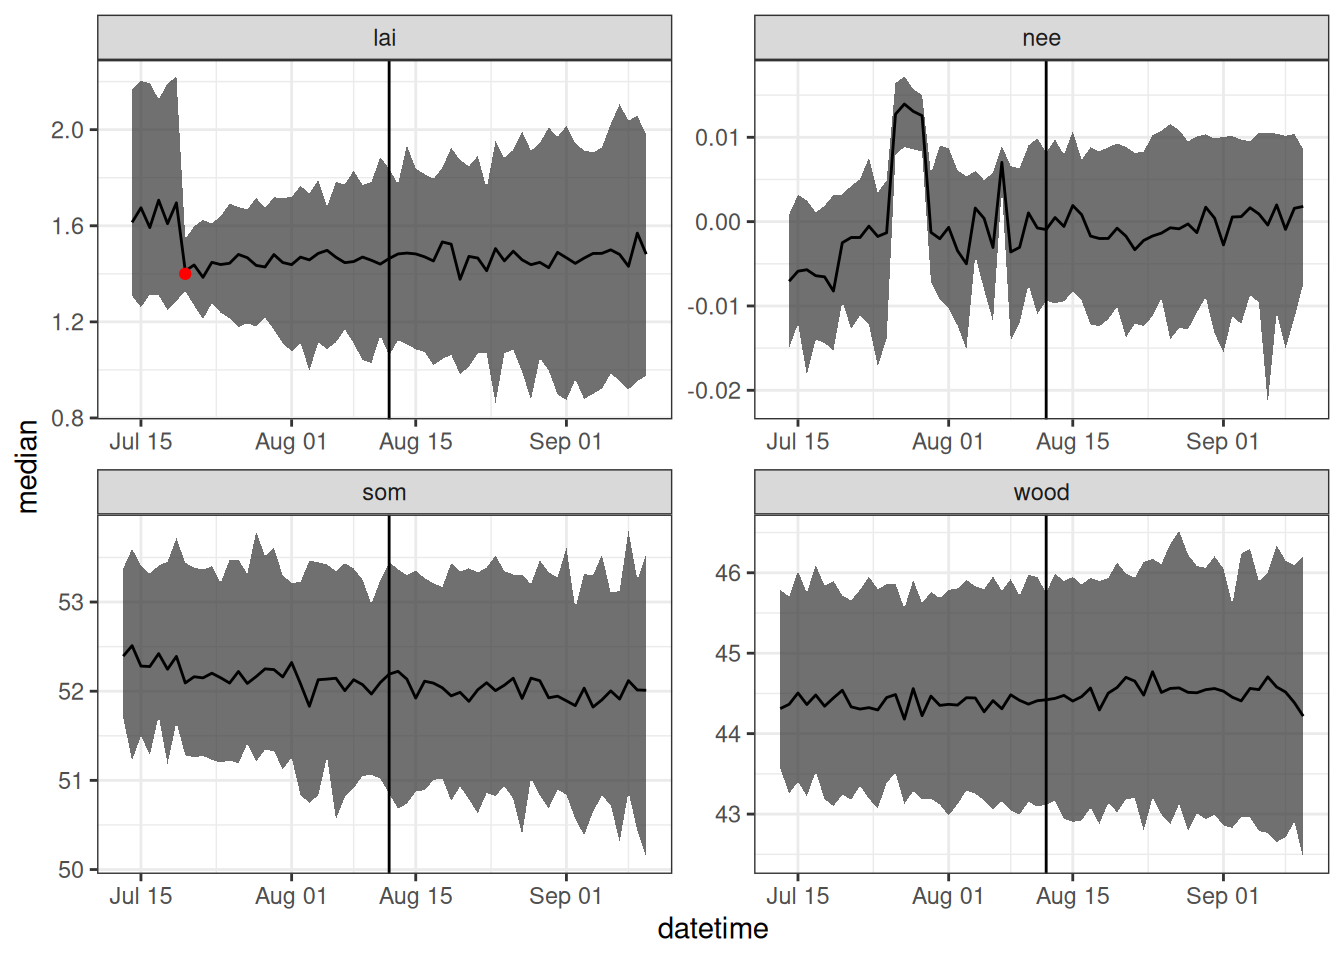 lai
nee
2.0
1.6
1.2
0.8
0.01
0.00
-0.01
-0.02
Jul 15 Aug 01 Aug 15 Sep 01
Jul 15 Aug 01 Aug 15 Sep 01
median
som
wood
53
52
51
50
46
45
44
43
Jul 15 Aug 01 Aug 15 Sep 01
Jul 15 Aug 01 Aug 15 Sep 01
datetime